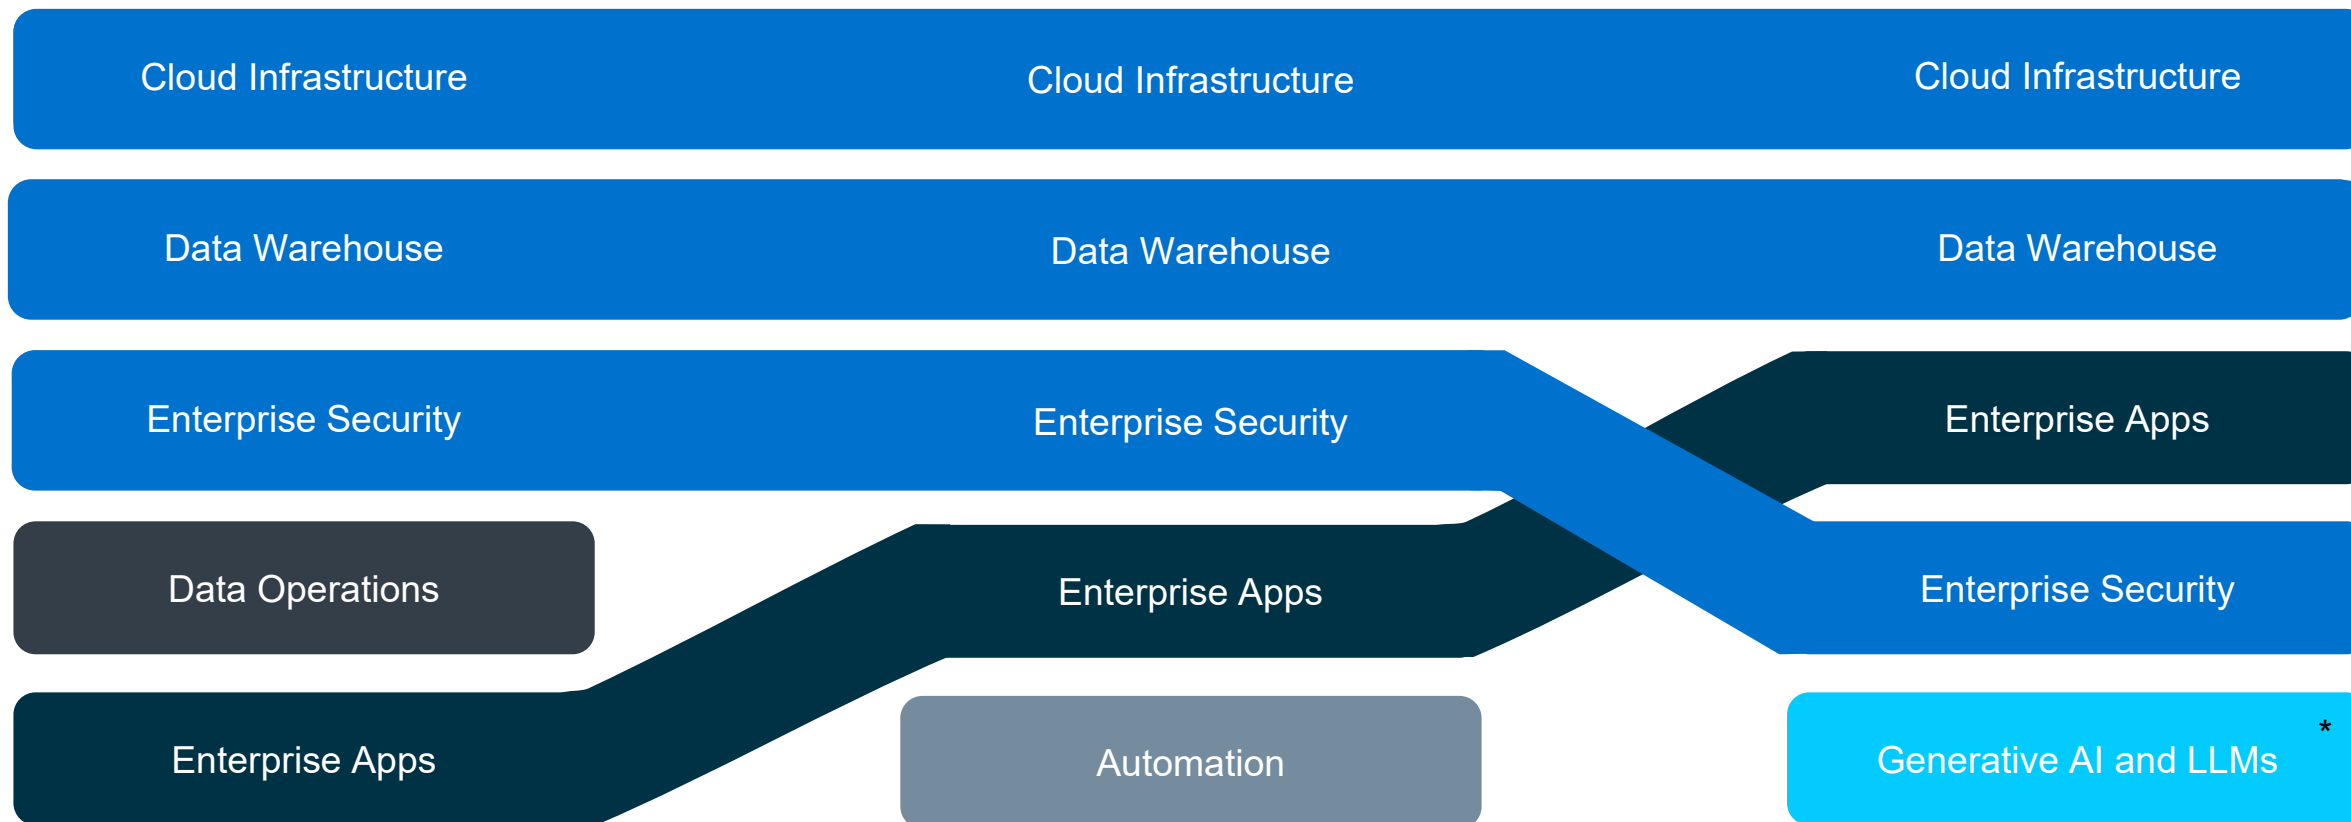 Cloud Infrastructure
Cloud Infrastructure
Cloud Infrastructure
Data Warehouse
Data Warehouse
Data Warehouse
Enterprise Security
Enterprise Security
Enterprise Apps
Data Operations
Enterprise Apps
Enterprise Security
Enterprise Apps
Automation
Generative AI and LLMs *